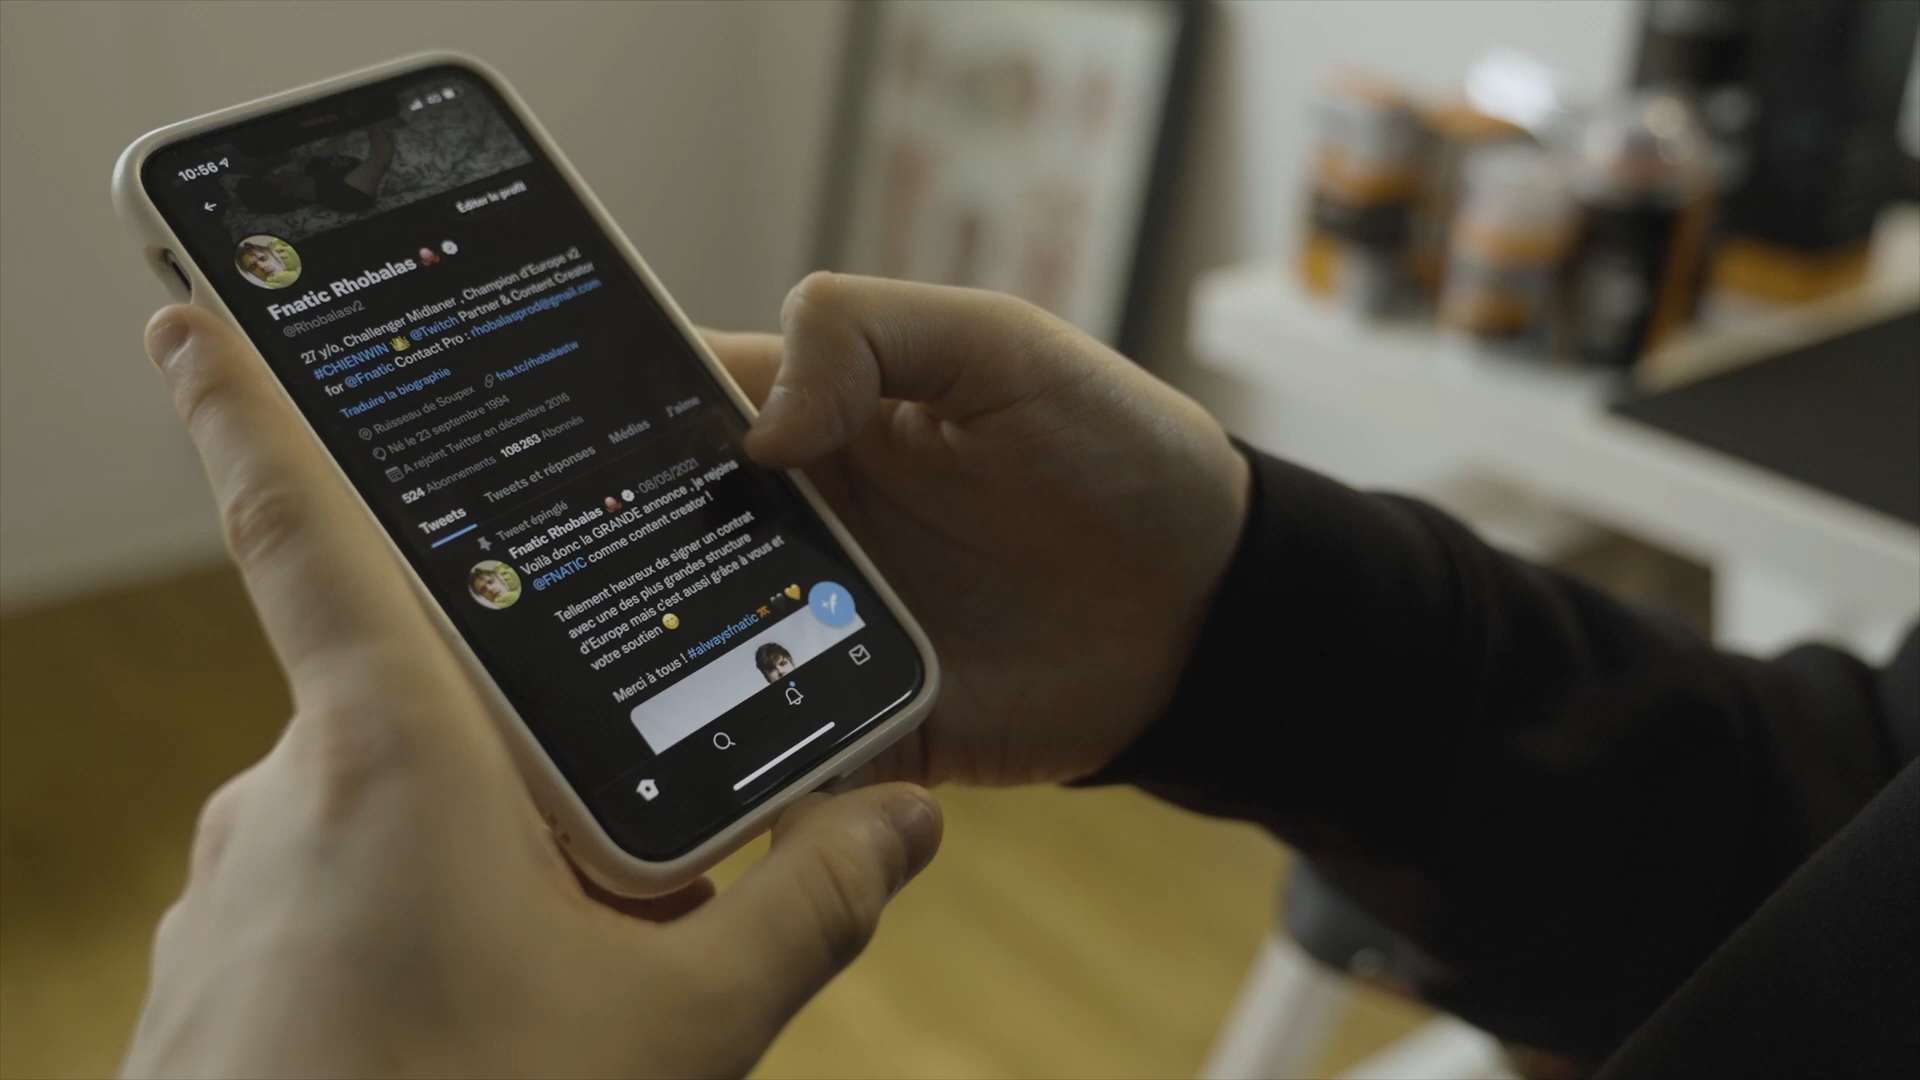 10:56
4G
Éditer le profil
Fnatic Rhobalas
@Rhobalasv2
27 y/o. Challenger Midlaner , Champion d'Europe x2
#CHIENWIN 👑 @Twitch Partner & Content Creator
for @Fnatic Contact Pro : rhobalasprod@gmail.com
Traduire la biographie
Ruisseau de Soupex fna.tc/rhobalastw
Né le 23 septembre 1994
A rejoint Twitter en décembre 2016
524 Abonnements 108 263 Abonnés
Tweets Tweets et réponses Médias J'aime
Tweet épinglé
Fnatic Rhobalas · 08/05/2021
Voilà donc la GRANDE annonce , je rejoins
@FNATIC comme content creator !
Tellement heureux de signer un contrat
avec une des plus grandes structure
d'Europe mais c'est aussi grâce à vous et
votre soutien 🙂
Merci à tous ! #alwaysfnatic 🖤💛